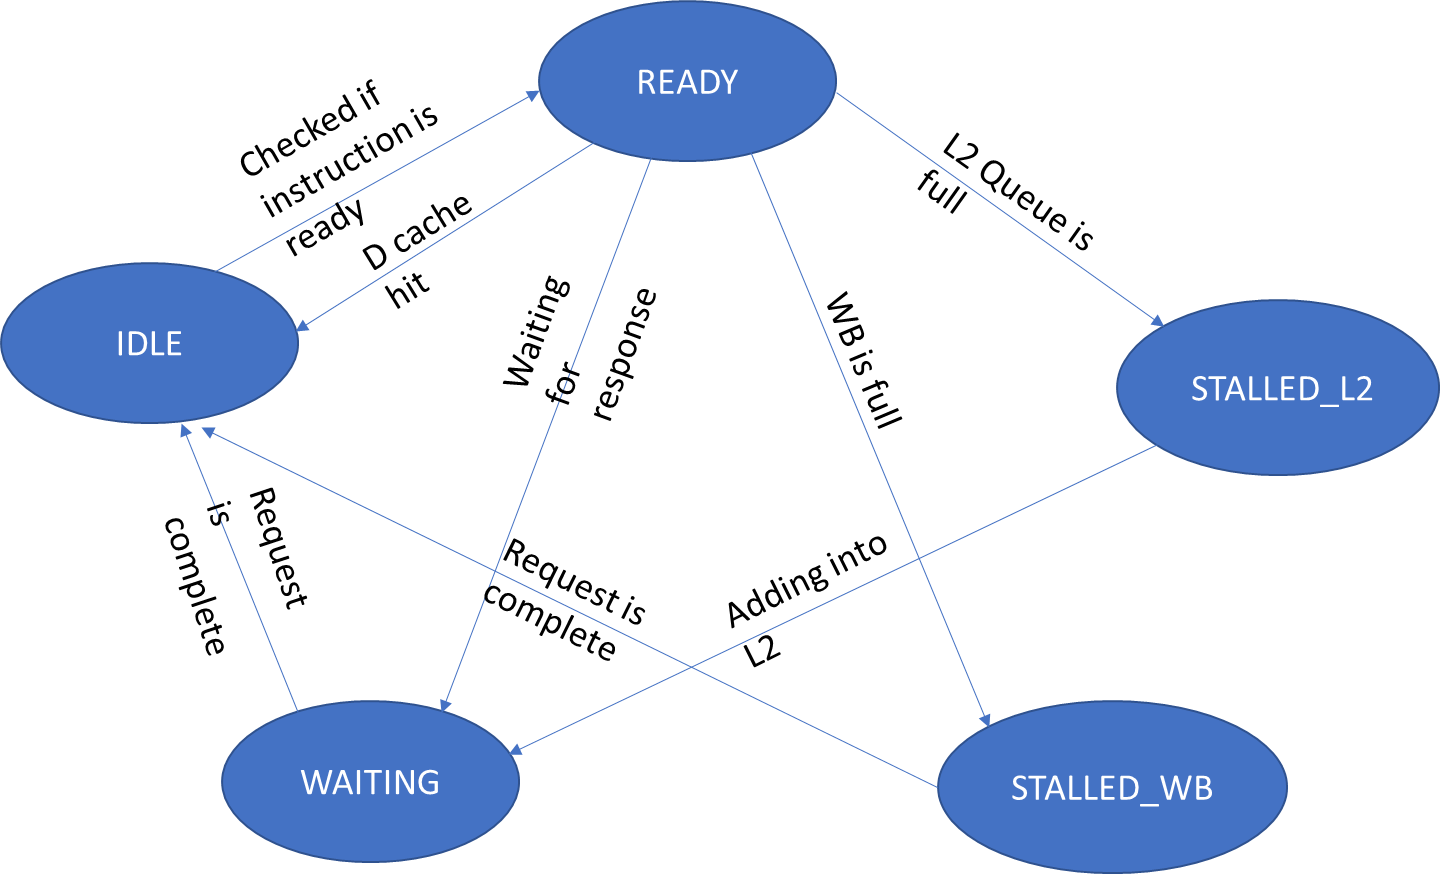 READY
Checked if
instruction is
ready
D cache
hit
L2 Queue is
full
IDLE
Waiting
for
response
WB is full
STALLED_L2
Request
is
complete
Request is
complete
Adding into
L2
WAITING
STALLED_WB